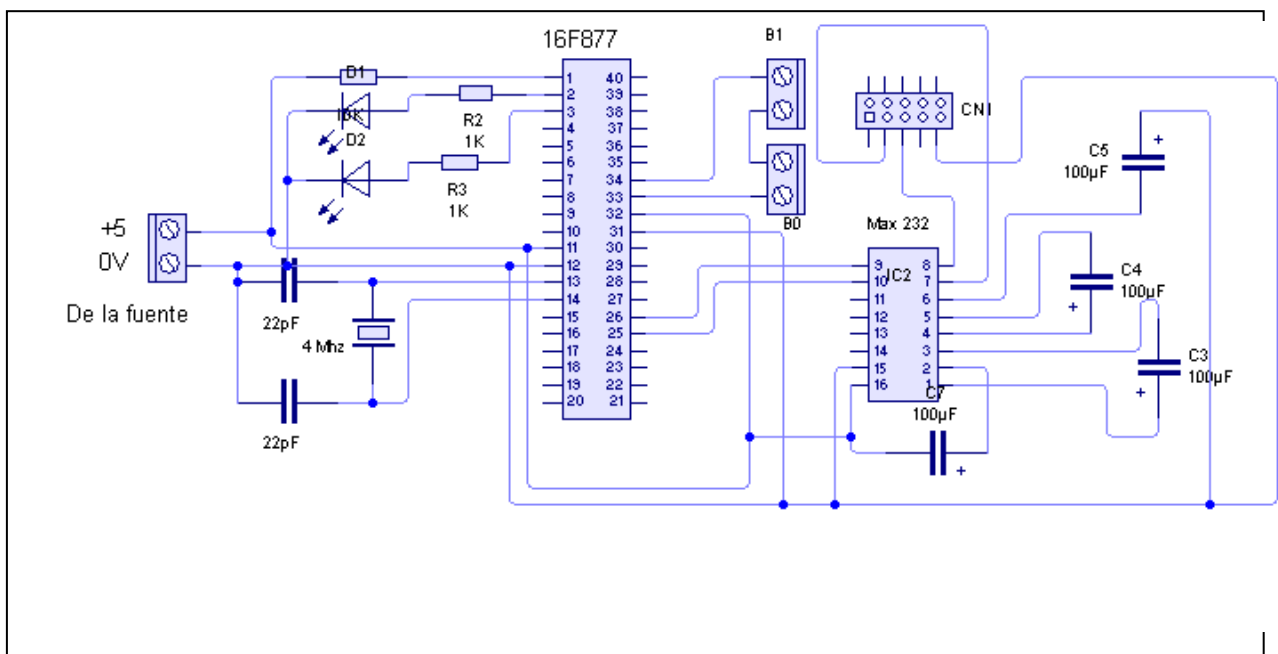 16F877
B1
D1
10K
D2
R2
1K
R3
1K
+5
0V
De la fuente
22pF
4 Mhz
22pF
1 40
2 39
3 38
4 37
5 36
6 35
7 34
8 33
9 32
10 31
11 30
12 29
13 28
14 27
15 26
16 25
17 24
18 23
19 22
20 21
B0
CN1
C5
100µF
Max 232
IC2
9 8
10 7
11 6
12 5
13 4
14 3
15 2
16 1
C4
100µF
C3
100µF
C7
100µF
+
+
+
+